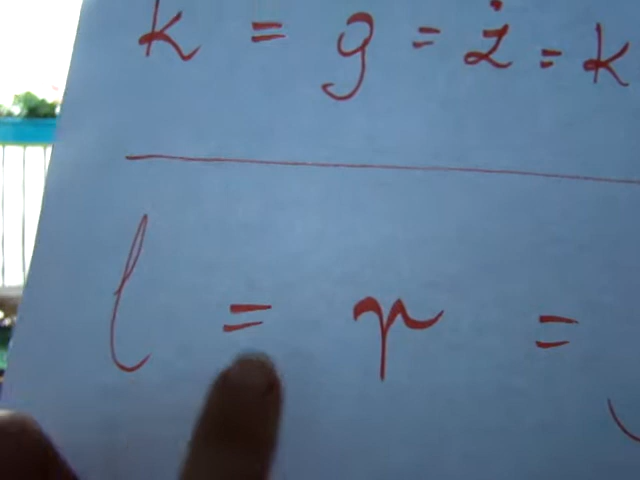 k = g = ż = k
l = r =